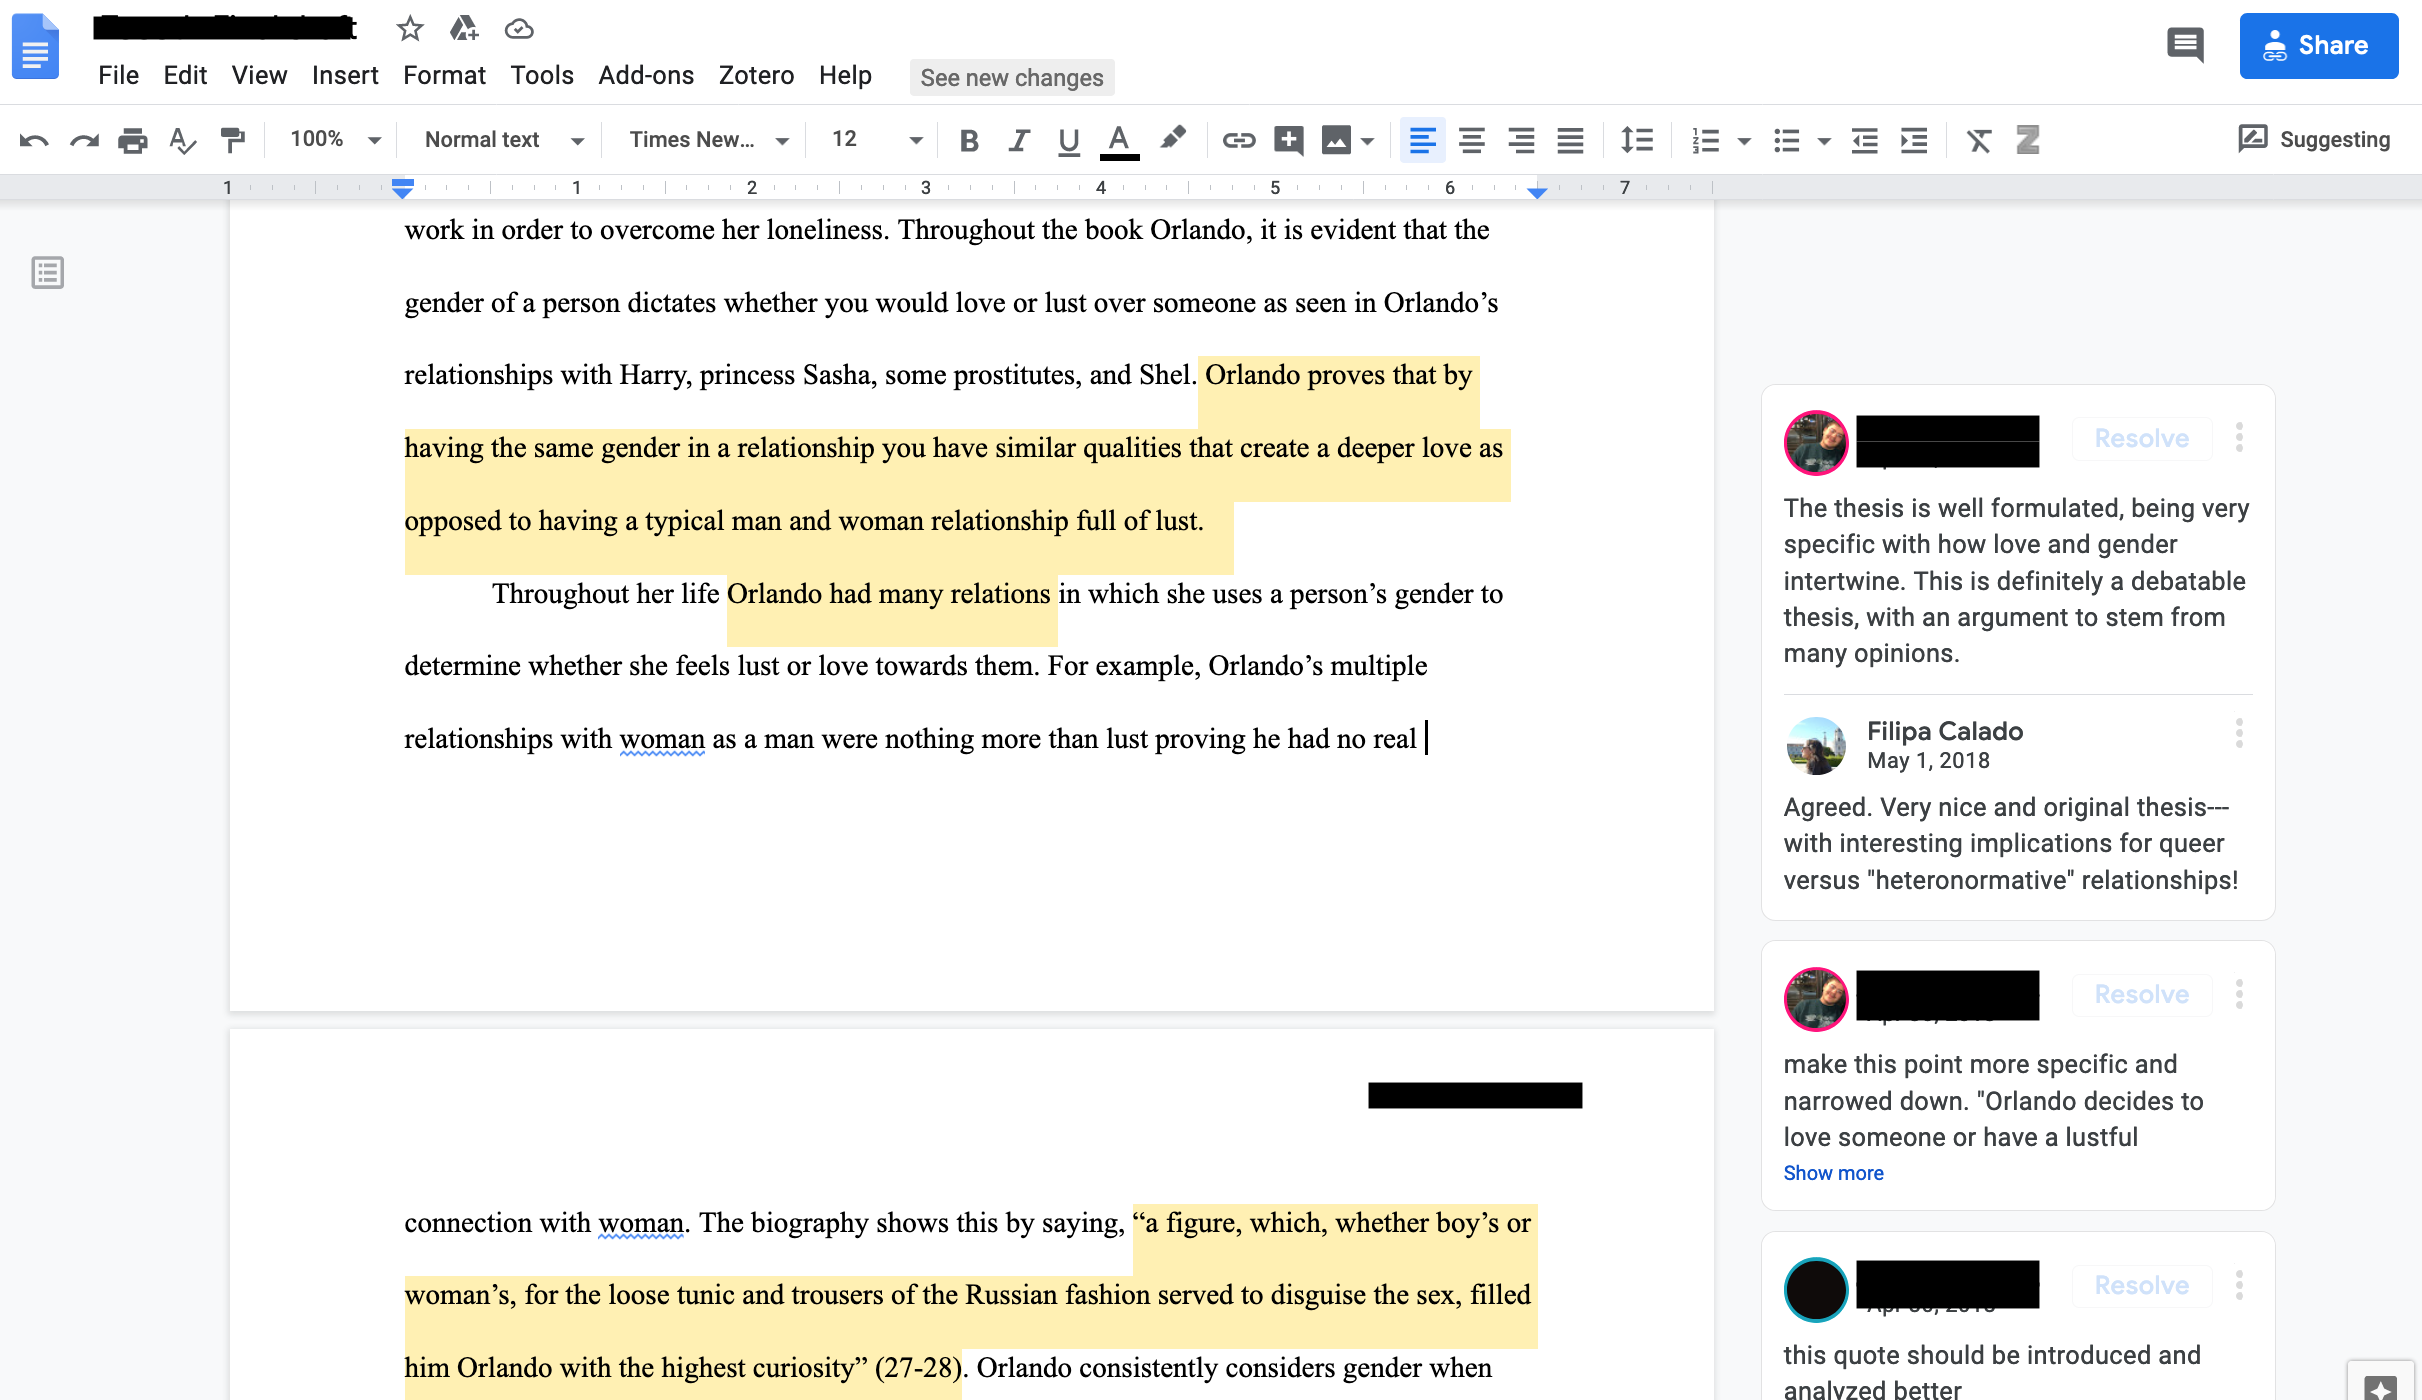 File Edit View Insert Format Tools Add-ons Zotero Help See new changes
Share
100% Normal text Times New... 12 B I U A Suggesting
1 1 2 3 4 5 6 7
work in order to overcome her loneliness. Throughout the book Orlando, it is evident that the
gender of a person dictates whether you would love or lust over someone as seen in Orlando’s
relationships with Harry, princess Sasha, some prostitutes, and Shel. Orlando proves that by
having the same gender in a relationship you have similar qualities that create a deeper love as
opposed to having a typical man and woman relationship full of lust.
Throughout her life Orlando had many relations in which she uses a person’s gender to
determine whether she feels lust or love towards them. For example, Orlando’s multiple
relationships with woman as a man were nothing more than lust proving he had no real
connection with woman. The biography shows this by saying, “a figure, which, whether boy’s or
woman’s, for the loose tunic and trousers of the Russian fashion served to disguise the sex, filled
him Orlando with the highest curiosity” (27-28). Orlando consistently considers gender when
Resolve
The thesis is well formulated, being very
specific with how love and gender
intertwine. This is definitely a debatable
thesis, with an argument to stem from
many opinions.
Filipa Calado
May 1, 2018
Agreed. Very nice and original thesis---
with interesting implications for queer
versus "heteronormative" relationships!
Resolve
make this point more specific and
narrowed down. "Orlando decides to
love someone or have a lustful
Show more
Resolve
this quote should be introduced and
analyzed better